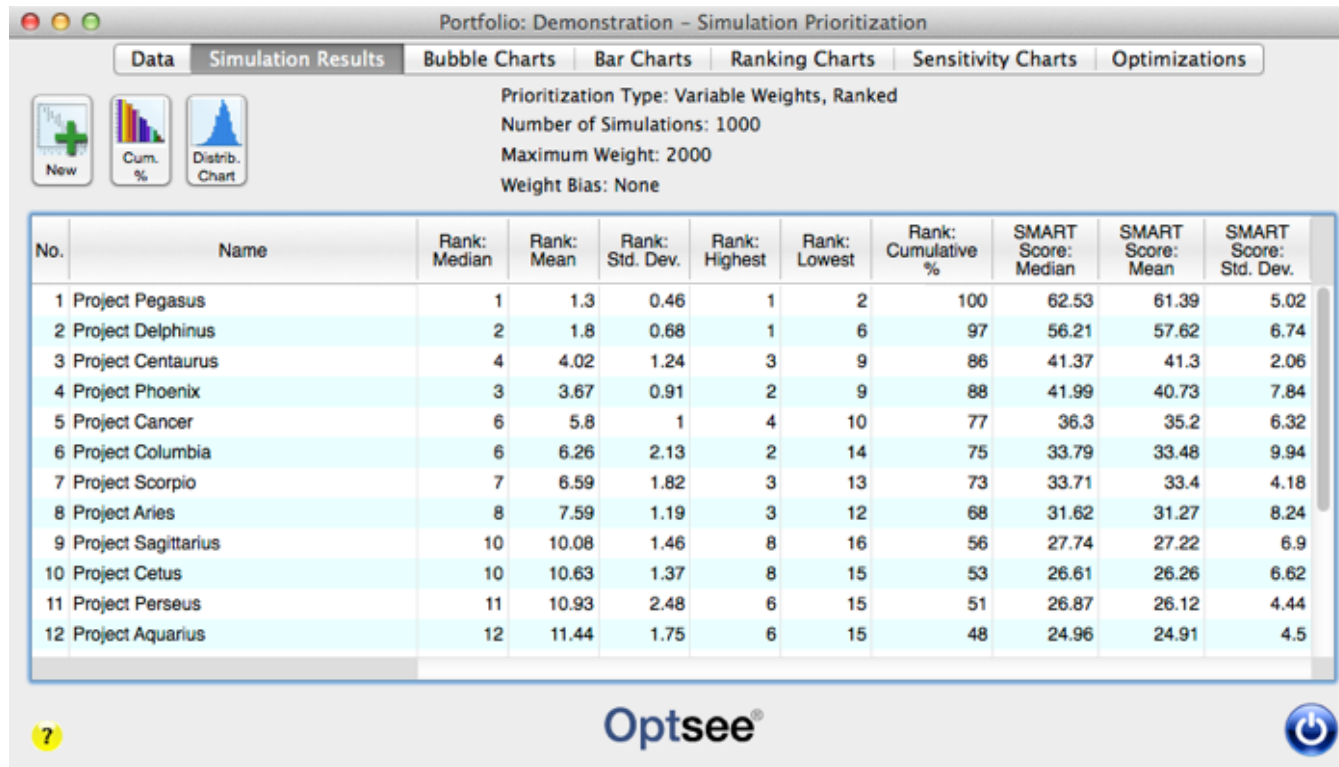 Portfolio: Demonstration – Simulation Prioritization
Data Simulation Results Bubble Charts Bar Charts Ranking Charts Sensitivity Charts Optimizations
New
Cum. %
Distrib. Chart
Prioritization Type: Variable Weights, Ranked
Number of Simulations: 1000
Maximum Weight: 2000
Weight Bias: None
No. Name Rank: Median Rank: Mean Rank: Std. Dev. Rank: Highest Rank: Lowest Rank: Cumulative % SMART Score: Median SMART Score: Mean SMART Score: Std. Dev.
1 Project Pegasus 1 1.3 0.46 1 2 100 62.53 61.39 5.02
2 Project Delphinus 2 1.8 0.68 1 6 97 56.21 57.62 6.74
3 Project Centaurus 4 4.02 1.24 3 9 86 41.37 41.3 2.06
4 Project Phoenix 3 3.67 0.91 2 9 88 41.99 40.73 7.84
5 Project Cancer 6 5.8 1 4 10 77 36.3 35.2 6.32
6 Project Columbia 6 6.26 2.13 2 14 75 33.79 33.48 9.94
7 Project Scorpio 7 6.59 1.82 3 13 73 33.71 33.4 4.18
8 Project Aries 8 7.59 1.19 3 12 68 31.62 31.27 8.24
9 Project Sagittarius 10 10.08 1.46 8 16 56 27.74 27.22 6.9
10 Project Cetus 10 10.63 1.37 8 15 53 26.61 26.26 6.62
11 Project Perseus 11 10.93 2.48 6 15 51 26.87 26.12 4.44
12 Project Aquarius 12 11.44 1.75 6 15 48 24.96 24.91 4.5
?
Optsee®